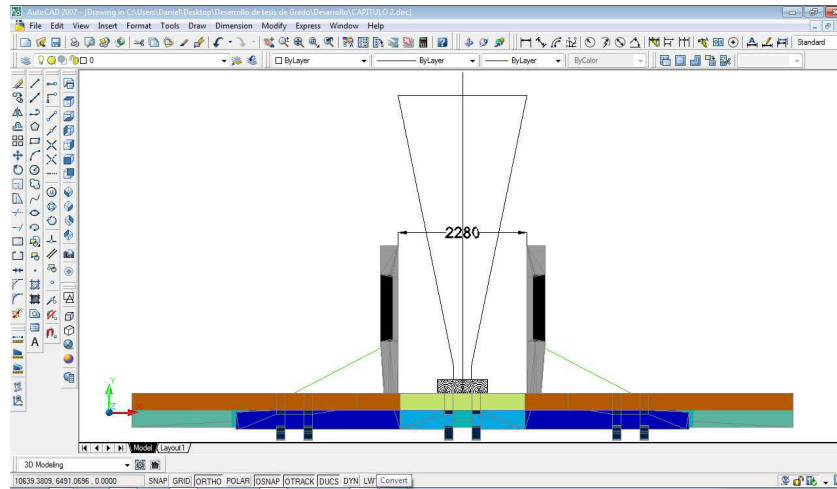 AutoCAD 2007 - [Drawing in C:\Users\Daniel\Desktop\Desarrollo de tesis de Grado\Desarrollo\CAPITULO 2.doc]
File Edit View Insert Format Tools Draw Dimension Modify Express Window Help
Standard
0 ByLayer ByLayer ByLayer ByColor
2280
Y
X
Z
A
Model Layout1
3D Modeling
10639.3809, 6491.0696 , 0.0000 SNAP GRID ORTHO POLAR OSNAP OTRACK DUCS DYN LW Convert